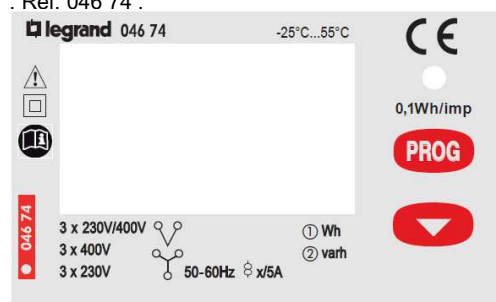 . Réf. 046 74 :
legrand 046 74
-25°C...55°C
CE
0,1Wh/imp
PROG
046 74
3 x 230V/400V
3 x 400V
3 x 230V
50-60Hz x/5A
① Wh
② varh